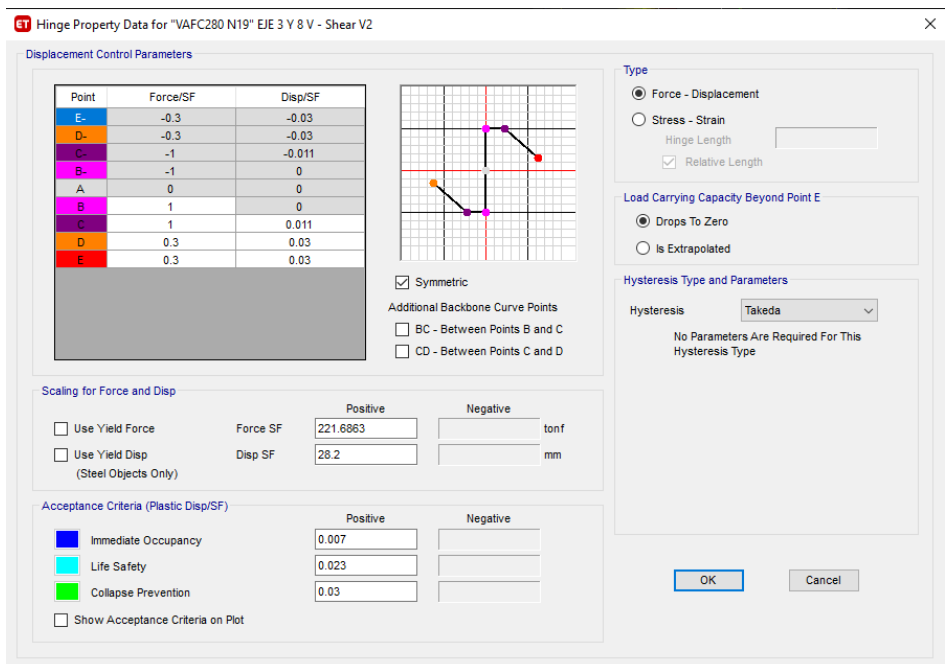 ET Hinge Property Data for "VAFC280 N19" EJE 3 Y 8 V - Shear V2
Displacement Control Parameters
Point Force/SF Disp/SF
E- -0.3 -0.03
D- -0.3 -0.03
C- -1 -0.011
B- -1 0
A 0 0
B 1 0
C 1 0.011
D 0.3 0.03
E 0.3 0.03
Symmetric
Additional Backbone Curve Points
BC - Between Points B and C
CD - Between Points C and D
Scaling for Force and Disp
Positive Negative
Use Yield Force Force SF 221.6863 tonf
Use Yield Disp Disp SF 28.2 mm
(Steel Objects Only)
Acceptance Criteria (Plastic Disp/SF)
Positive Negative
Immediate Occupancy 0.007
Life Safety 0.023
Collapse Prevention 0.03
Show Acceptance Criteria on Plot
Type
Force - Displacement
Stress - Strain
Hinge Length
Relative Length
Load Carrying Capacity Beyond Point E
Drops To Zero
Is Extrapolated
Hysteresis Type and Parameters
Hysteresis Takeda
No Parameters Are Required For This
Hysteresis Type
OK Cancel